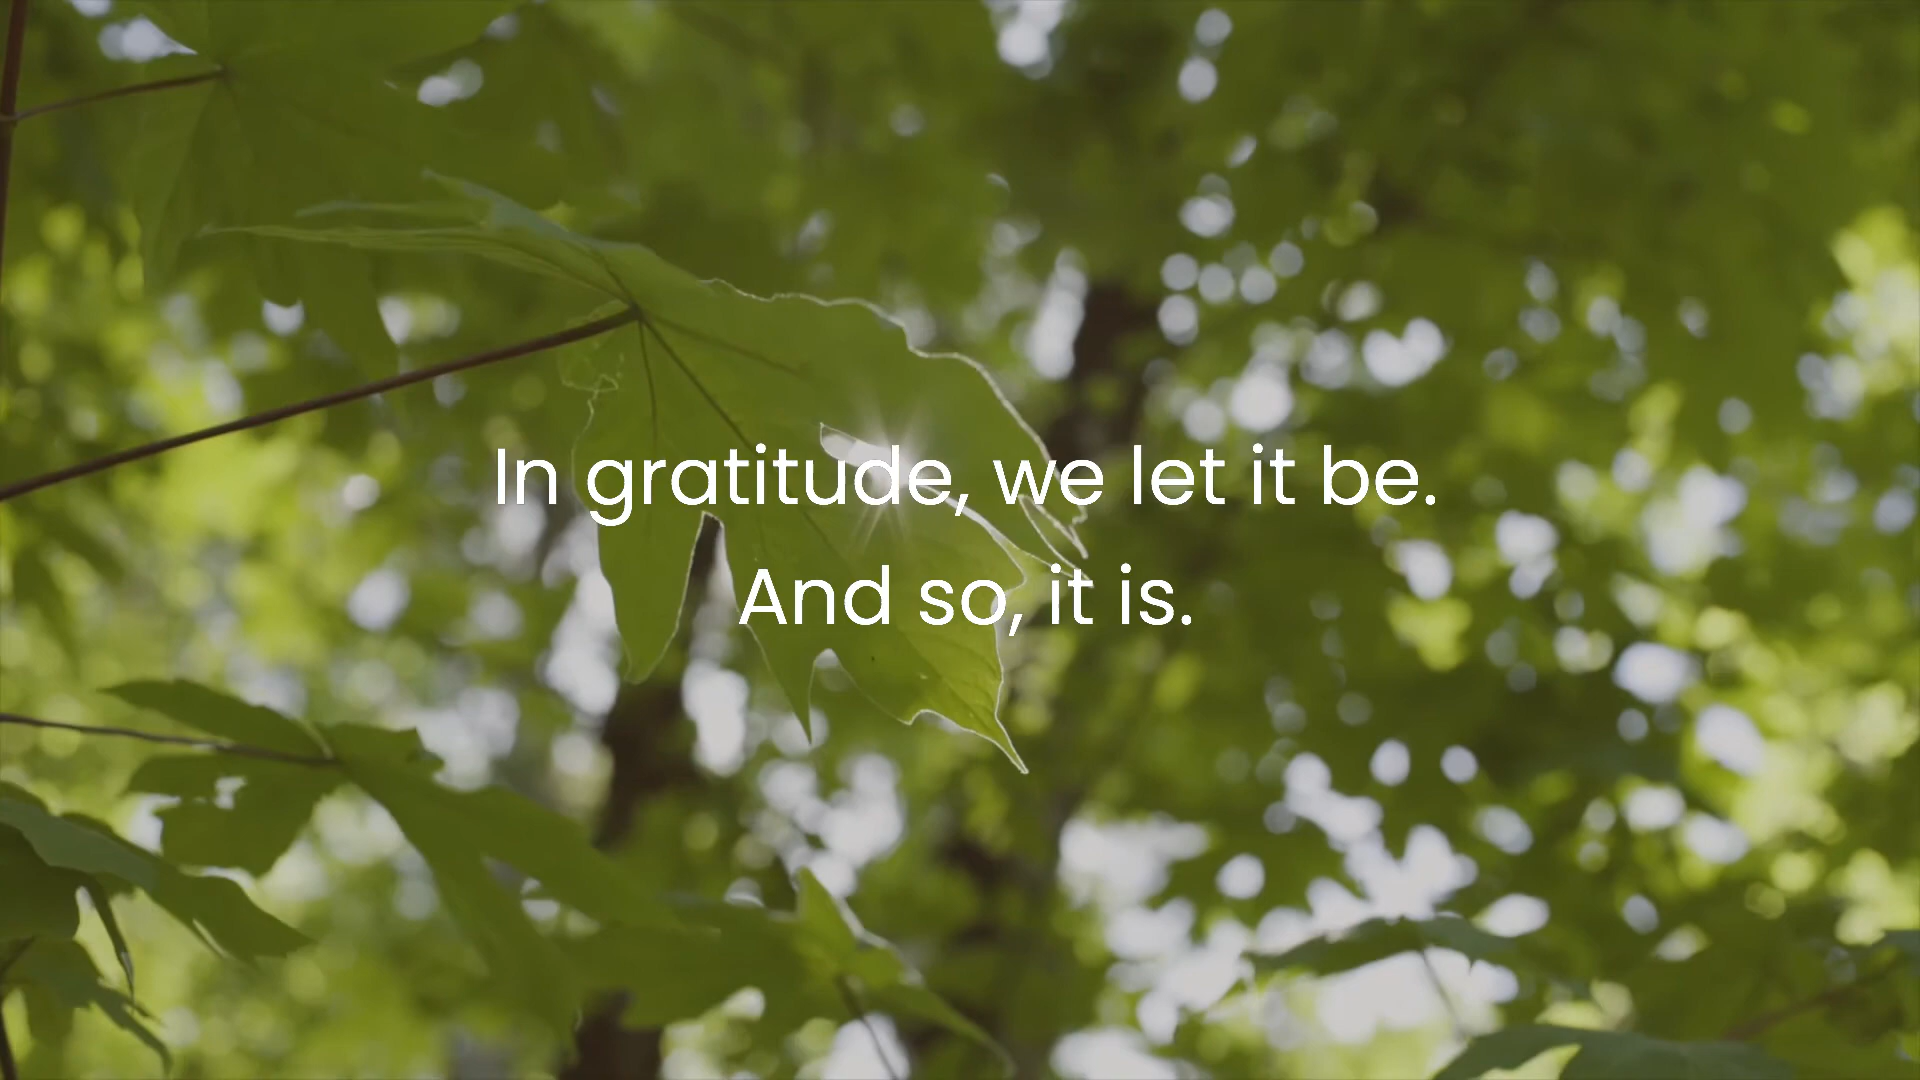 In gratitude, we let it be.
And so, it is.